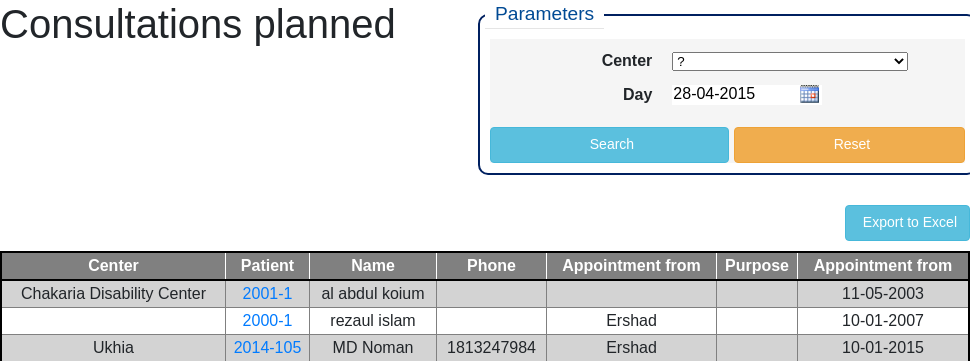 Consultations planned
Parameters
Center ?
Day 28-04-2015
Search Reset
Export to Excel
Center Patient Name Phone Appointment from Purpose Appointment from
Chakaria Disability Center 2001-1 al abdul koium 11-05-2003
2000-1 rezaul islam Ershad 10-01-2007
Ukhia 2014-105 MD Noman 1813247984 Ershad 10-01-2015